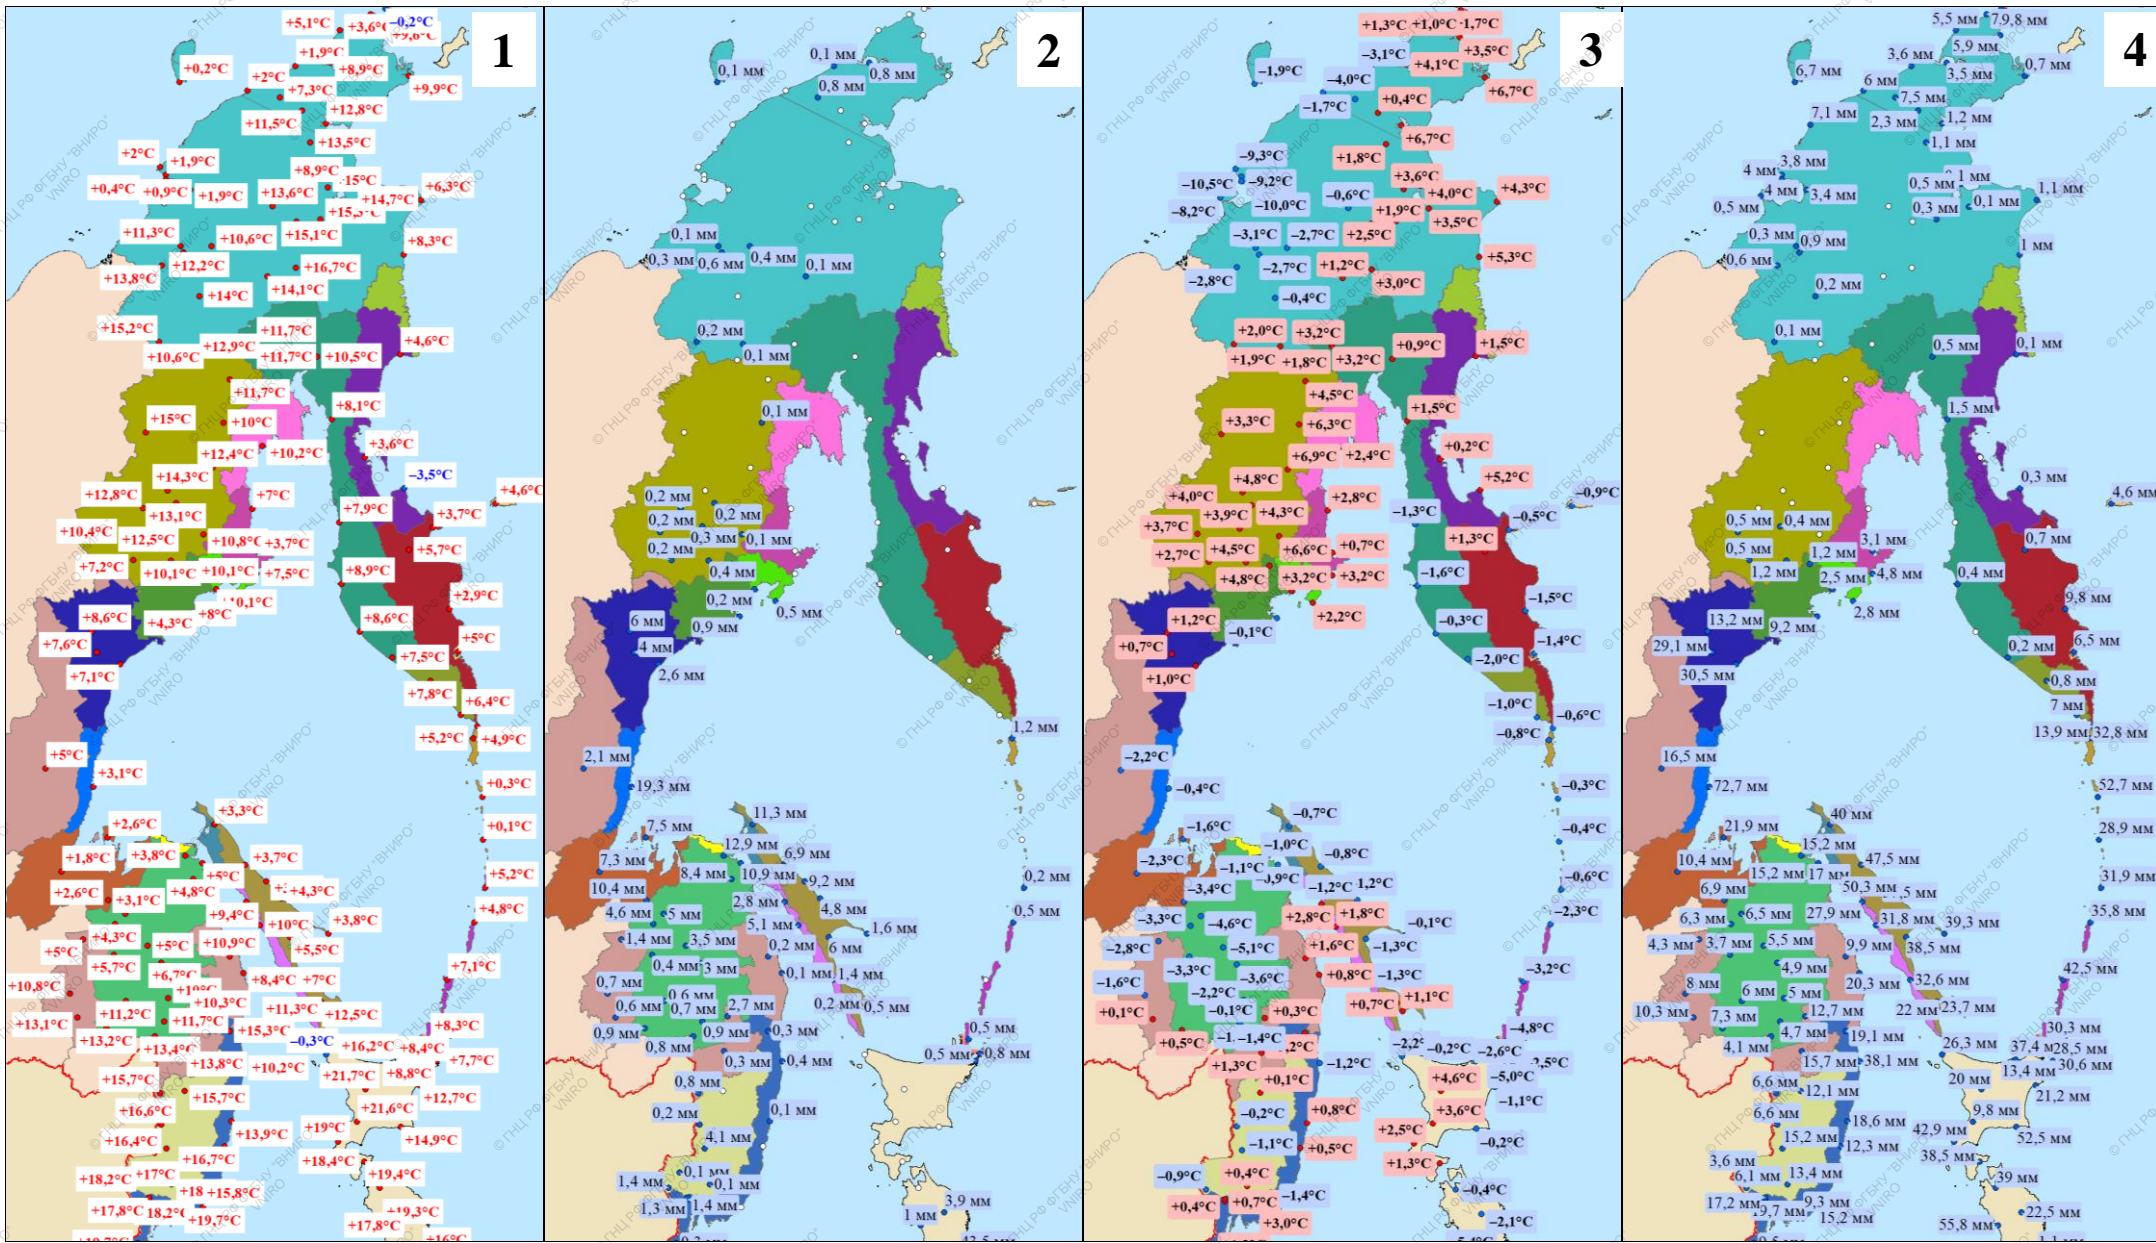 1
+5,1°C
+3,6°C
−0,2°C
+1,9°C
+0,2°C
+2°C
+8,9°C
+7,3°C
+9,9°C
+12,8°C
+11,5°C
+13,5°C
+2°C
+1,9°C
+8,9°C
+0,4°C
+0,9°C
+1,9°C
+13,6°C
+14,7°C
+6,3°C
+11,3°C
+10,6°C
+15,1°C
+8,3°C
+12,2°C
+16,7°C
+13,8°C
+14°C
+14,1°C
+15,2°C
+11,7°C
+12,9°C
+10,6°C
+11,7°C
+10,5°C
+4,6°C
+11,7°C
+8,1°C
+15°C
+10°C
+3,6°C
+12,4°C
+10,2°C
+14,3°C
−3,5°C
+12,8°C
+7°C
+4,6°C
+13,1°C
+7,9°C
+3,7°C
+10,4°C
+12,5°C
+10,8°C
+3,7°C
+5,7°C
+7,2°C
+10,1°C
+10,1°C
+7,5°C
+8,9°C
+2,9°C
+8,6°C
+4,3°C
+8°C
+8,6°C
+5°C
+7,6°C
+7,5°C
+7,1°C
+7,8°C
+6,4°C
+5,2°C
+4,9°C
+5°C
+3,1°C
+0,3°C
+3,3°C
+2,6°C
+0,1°C
+1,8°C
+3,8°C
+3,7°C
+5°C
+5,2°C
+2,6°C
+3,1°C
+4,8°C
+4,3°C
+4,8°C
+9,4°C
+10°C
+3,8°C
+4,3°C
+5°C
+5°C
+10,9°C
+5,5°C
+5,7°C
+6,7°C
+8,4°C
+7°C
+7,1°C
+10,8°C
+10,3°C
+11,3°C
+12,5°C
+13,1°C
+11,2°C
+11,7°C
+15,3°C
+8,3°C
+13,2°C
+13,4°C
−0,3°C
+16,2°C
+8,4°C
+13,8°C
+10,2°C
+7,7°C
+15,7°C
+21,7°C
+8,8°C
+15,7°C
+12,7°C
+16,6°C
+21,6°C
+16,4°C
+13,9°C
+19°C
+14,9°C
+16,7°C
+18,4°C
+18,2°C
+17°C
+19,4°C
+15,8°C
+17,8°C
+19,7°C
+19,3°C
+17,8°C
2
0,1 мм
0,1 мм
0,8 мм
0,8 мм
0,1 мм
0,3 мм
0,6 мм
0,4 мм
0,1 мм
0,2 мм
0,1 мм
0,1 мм
0,2 мм
0,2 мм
0,2 мм
0,3 мм
0,1 мм
0,2 мм
0,4 мм
0,2 мм
0,5 мм
6 мм
0,9 мм
4 мм
2,6 мм
1,2 мм
2,1 мм
19,3 мм
11,3 мм
7,5 мм
12,9 мм
6,9 мм
7,3 мм
8,4 мм
10,9 мм
9,2 мм
0,2 мм
10,4 мм
2,8 мм
4,8 мм
0,5 мм
4,6 мм
5 мм
5,1 мм
1,6 мм
1,4 мм
3,5 мм
0,2 мм
6 мм
0,4 мм
3 мм
0,1 мм
1,4 мм
0,7 мм
0,6 мм
0,6 мм
0,7 мм
2,7 мм
0,2 мм
0,5 мм
0,9 мм
0,9 мм
0,3 мм
0,5 мм
0,8 мм
0,3 мм
0,4 мм
0,5 мм
0,8 мм
0,8 мм
0,2 мм
0,1 мм
4,1 мм
0,1 мм
1,4 мм
0,1 мм
3,9 мм
1,3 мм
1,4 мм
1 мм
3
+1,3°C
+1,0°C
−3,1°C
+3,5°C
−1,9°C
−4,0°C
+4,1°C
−1,7°C
+0,4°C
+6,7°C
+6,7°C
−9,3°C
+1,8°C
−10,5°C
−9,2°C
+3,6°C
−8,2°C
−10,0°C
−0,6°C
+4,0°C
+4,3°C
+1,9°C
+3,5°C
−3,1°C
−2,7°C
+2,5°C
−2,7°C
+1,2°C
+5,3°C
−2,8°C
−0,4°C
+3,0°C
+2,0°C
+3,2°C
+1,9°C
+1,8°C
+3,2°C
+0,9°C
+1,5°C
+4,5°C
+1,5°C
+3,3°C
+6,3°C
+0,2°C
+6,9°C
+2,4°C
+4,8°C
+5,2°C
+4,0°C
+2,8°C
−0,9°C
+3,7°C
+3,9°C
+4,3°C
−1,3°C
−0,5°C
+2,7°C
+4,5°C
+6,6°C
+0,7°C
+1,3°C
+4,8°C
+3,2°C
+3,2°C
−1,6°C
−1,5°C
+1,2°C
−0,1°C
+2,2°C
−0,3°C
−1,4°C
+0,7°C
−2,0°C
+1,0°C
−1,0°C
−0,6°C
−0,8°C
−2,2°C
−0,4°C
−0,3°C
−0,7°C
−1,6°C
−1,0°C
−0,4°C
−2,3°C
−1,1°C
−0,8°C
−3,4°C
−1,2°C
−0,6°C
−3,3°C
−4,6°C
+2,8°C
+1,8°C
−0,1°C
−2,3°C
−2,8°C
−5,1°C
+1,6°C
−1,3°C
−3,3°C
−3,6°C
+0,8°C
−1,3°C
−3,2°C
−1,6°C
−2,2°C
+0,7°C
+1,1°C
+0,1°C
−0,1°C
+0,3°C
−4,8°C
+0,5°C
−1,4°C
−0,2°C
−2,6°C
+1,3°C
−1,2°C
+0,1°C
+4,6°C
−5,0°C
−1,1°C
−0,2°C
+0,8°C
+3,6°C
−1,1°C
+0,5°C
+2,5°C
−0,2°C
−0,9°C
+0,4°C
+1,3°C
+0,4°C
+0,7°C
−1,4°C
−0,4°C
+3,0°C
−2,1°C
4
5,5 мм
9,8 мм
3,6 мм
5,9 мм
6,7 мм
6 мм
3,5 мм
0,7 мм
7,5 мм
7,1 мм
2,3 мм
1,2 мм
1,1 мм
3,8 мм
4 мм
4 мм
3,4 мм
0,5 мм
1,1 мм
0,5 мм
0,3 мм
0,1 мм
0,3 мм
0,9 мм
1 мм
0,6 мм
0,2 мм
0,1 мм
0,5 мм
0,1 мм
1,5 мм
0,3 мм
4,6 мм
0,5 мм
0,4 мм
0,5 мм
1,2 мм
3,1 мм
0,7 мм
1,2 мм
2,5 мм
4,8 мм
0,4 мм
2,8 мм
9,8 мм
13,2 мм
9,2 мм
29,1 мм
0,2 мм
6,5 мм
30,5 мм
0,8 мм
7 мм
13,9 мм
32,8 мм
16,5 мм
72,7 мм
52,7 мм
40 мм
21,9 мм
15,2 мм
28,9 мм
10,4 мм
15,2 мм
17 мм
47,5 мм
6,9 мм
50,3 мм
31,9 мм
6,3 мм
6,5 мм
27,9 мм
31,8 мм
39,3 мм
35,8 мм
4,3 мм
3,7 мм
5,5 мм
9,9 мм
38,5 мм
4,9 мм
42,5 мм
8 мм
6 мм
5 мм
20,3 мм
32,6 мм
10,3 мм
7,3 мм
12,7 мм
22 мм
23,7 мм
4,7 мм
19,1 мм
30,3 мм
4,1 мм
26,3 мм
37,4 мм
28,5 мм
15,7 мм
38,1 мм
30,6 мм
6,6 мм
12,1 мм
20 мм
13,4 мм
21,2 мм
6,6 мм
18,6 мм
9,8 мм
15,2 мм
12,3 мм
42,9 мм
52,5 мм
3,6 мм
38,5 мм
6,1 мм
13,4 мм
39 мм
17,2 мм
9,7 мм
9,3 мм
15,2 мм
22,5 мм
55,8 мм
© ГНЦ РФ ФГБНУ "ВНИРО"
VNIRO